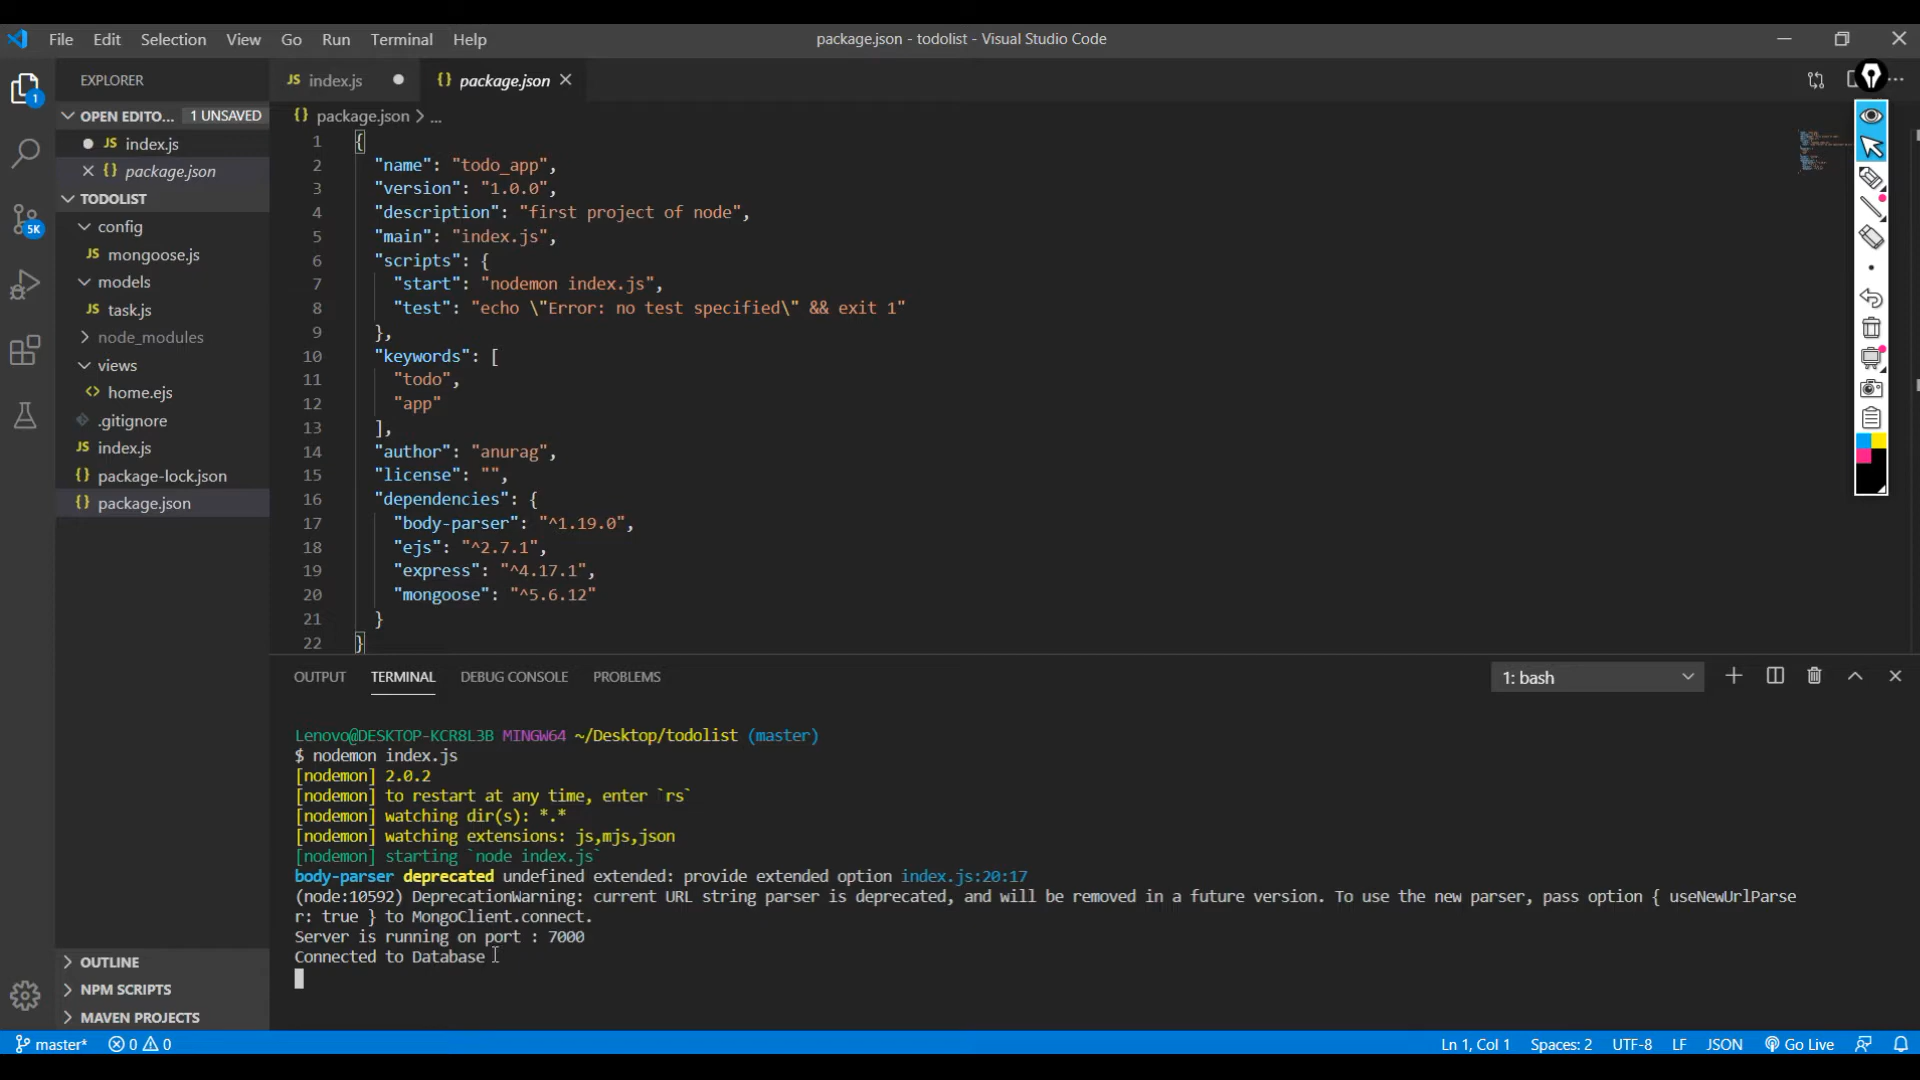 File Edit Selection View Go Run Terminal Help
package.json - todolist - Visual Studio Code
EXPLORER
OPEN EDITO... 1 UNSAVED
JS index.js
{} package.json
TODOLIST
config
JS mongoose.js
models
JS task.js
node_modules
views
<> home.ejs
.gitignore
JS index.js
{} package-lock.json
{} package.json
OUTLINE
NPM SCRIPTS
MAVEN PROJECTS
1
5K
JS index.js
{} package.json
{} package.json > ...
1 {
2 "name": "todo_app",
3 "version": "1.0.0",
4 "description": "first project of node",
5 "main": "index.js",
6 "scripts": {
7 "start": "nodemon index.js",
8 "test": "echo \"Error: no test specified\" && exit 1"
9 },
10 "keywords": [
11 "todo",
12 "app"
13 ],
14 "author": "anurag",
15 "license": "",
16 "dependencies": {
17 "body-parser": "^1.19.0",
18 "ejs": "^2.7.1",
19 "express": "^4.17.1",
20 "mongoose": "^5.6.12"
21 }
22 }
OUTPUT TERMINAL DEBUG CONSOLE PROBLEMS
1: bash
Lenovo@DESKTOP-KCR8L3B MINGW64 ~/Desktop/todolist (master)
$ nodemon index.js
[nodemon] 2.0.2
[nodemon] to restart at any time, enter `rs`
[nodemon] watching dir(s): *.*
[nodemon] watching extensions: js,mjs,json
[nodemon] starting `node index.js`
body-parser deprecated undefined extended: provide extended option index.js:20:17
(node:10592) DeprecationWarning: current URL string parser is deprecated, and will be removed in a future version. To use the new parser, pass option { useNewUrlParse
r: true } to MongoClient.connect.
Server is running on port : 7000
Connected to Database
master* 0 0
Ln 1, Col 1 Spaces: 2 UTF-8 LF JSON Go Live